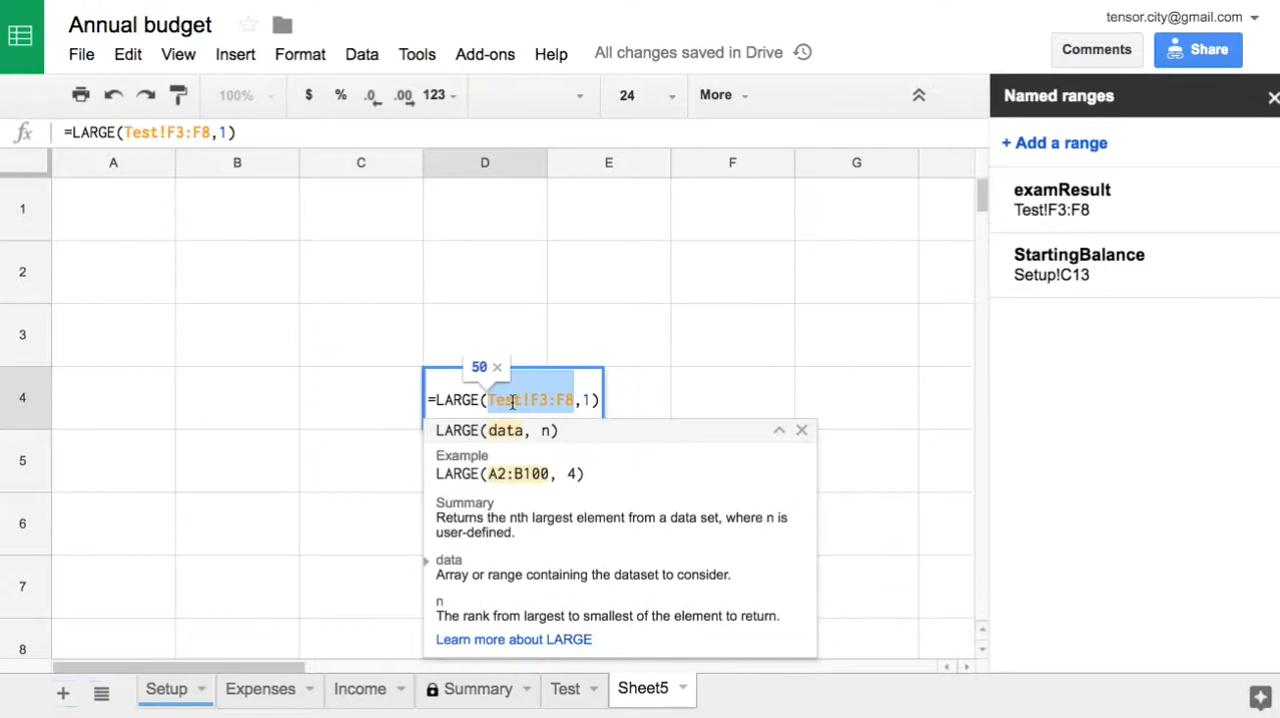 Annual budget
tensor.city@gmail.com
File Edit View Insert Format Data Tools Add-ons Help All changes saved in Drive
Comments Share
100% $ % .0 .00 123 24 More
Named ranges
fx =LARGE(Test!F3:F8,1)
+ Add a range
A B C D E F G
examResult
Test!F3:F8
StartingBalance
Setup!C13
1
2
3
50 ×
4 =LARGE(Test!F3:F8,1)
LARGE(data, n)
Example
5 LARGE(A2:B100, 4)
Summary
Returns the nth largest element from a data set, where n is
6 user-defined.
data
Array or range containing the dataset to consider.
7
n
The rank from largest to smallest of the element to return.
8 Learn more about LARGE
+ Setup Expenses Income Summary Test Sheet5